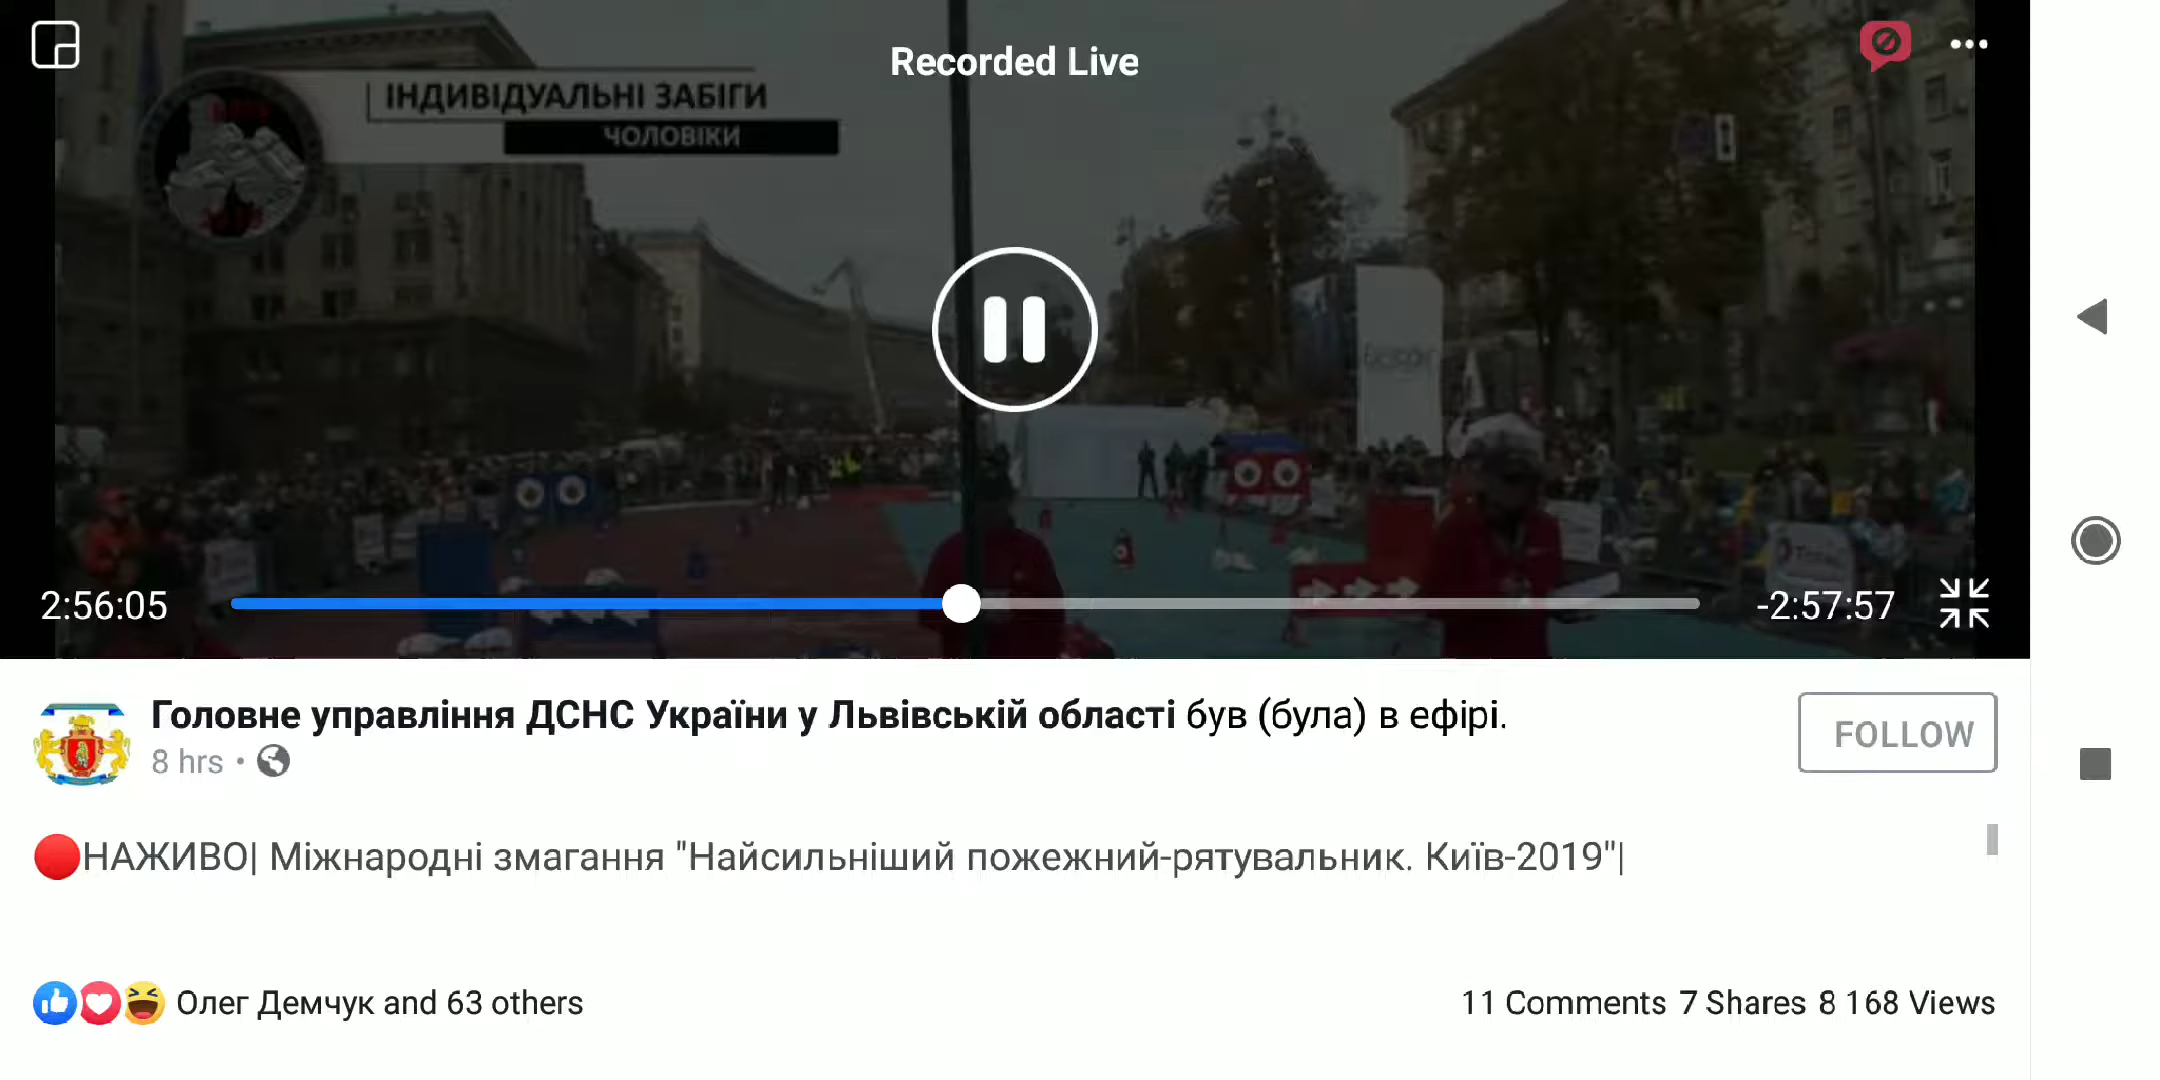 Recorded Live
ІНДИВІДУАЛЬНІ ЗАБІГИ
ЧОЛОВІКИ
2:56:05
-2:57:57
Головне управління ДСНС України у Львівській області був (була) в ефірі.
8 hrs •
FOLLOW
НАЖИВО| Міжнародні змагання "Найсильніший пожежний-рятувальник. Київ-2019"|
Олег Демчук and 63 others
11 Comments 7 Shares 8 168 Views